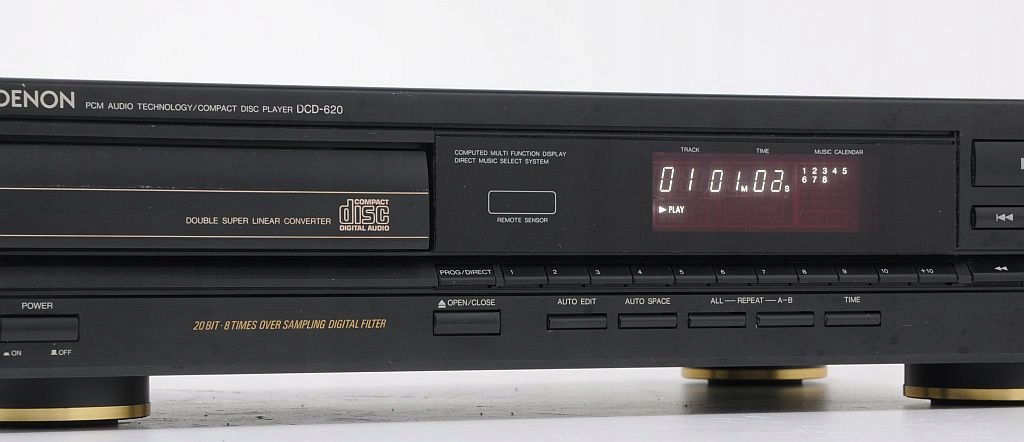 DENON PCM AUDIO TECHNOLOGY/COMPACT DISC PLAYER DCD-620
COMPUTED MULTI FUNCTION DISPLAY
DIRECT MUSIC SELECT SYSTEM
TRACK TIME MUSIC CALENDAR
01 01M 02S
1 2 3 4 5
6 7 8
PLAY
REMOTE SENSOR
DOUBLE SUPER LINEAR CONVERTER
COMPACT
disc
DIGITAL AUDIO
PROG/DIRECT 1 2 3 4 5 6 7 8 9 10 +10
POWER
ON OFF
20 BIT · 8 TIMES OVER SAMPLING DIGITAL FILTER
OPEN/CLOSE AUTO EDIT AUTO SPACE ALL — REPEAT — A-B TIME